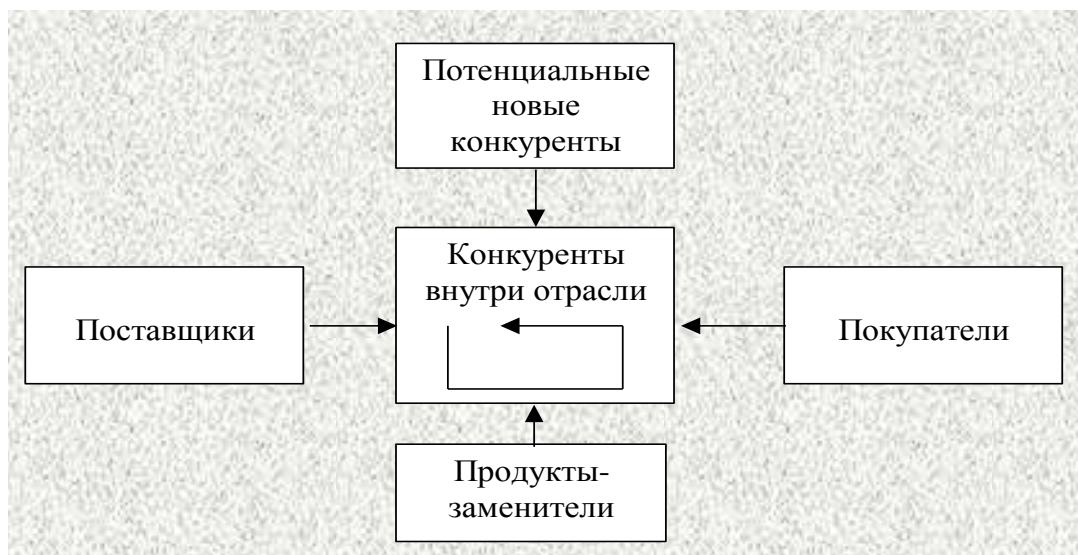 Потенциальные
новые
конкуренты
Конкуренты
внутри отрасли
Поставщики
Покупатели
Продукты-
заменители